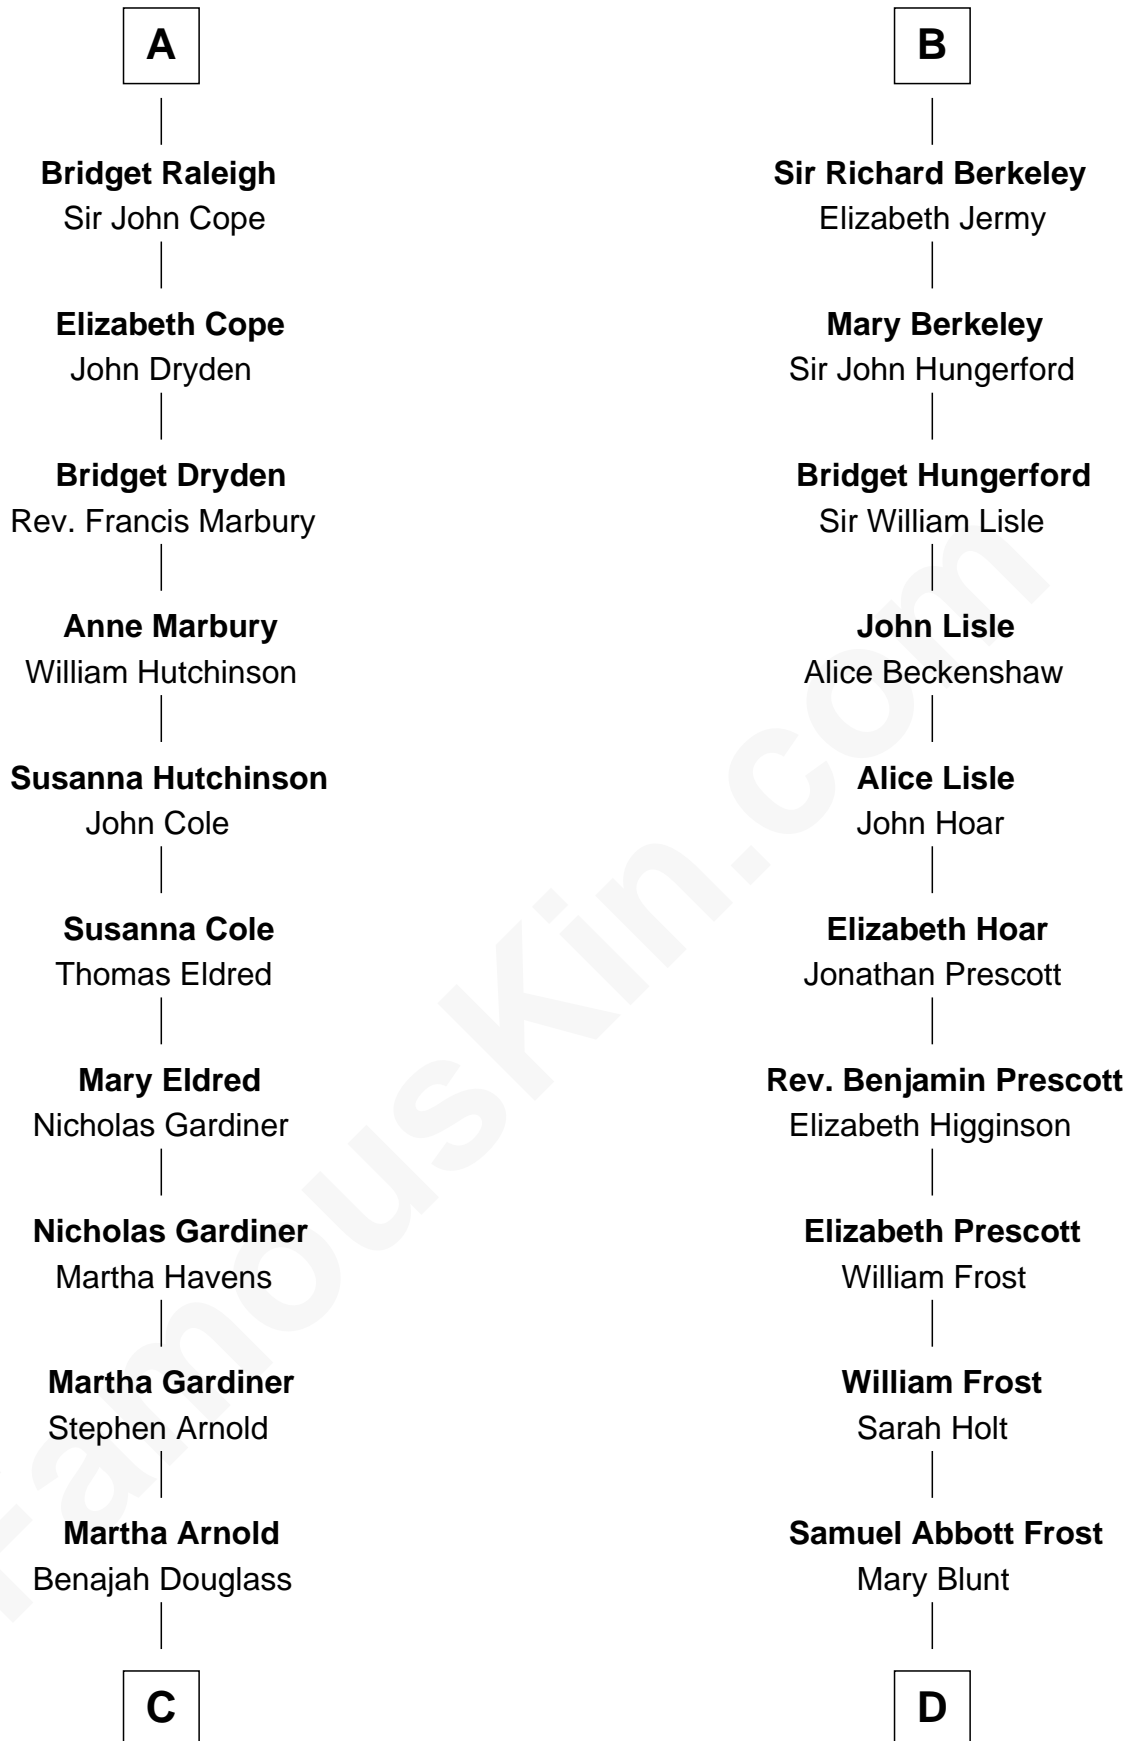 A
Bridget Raleigh
Sir John Cope
Elizabeth Cope
John Dryden
Bridget Dryden
Rev. Francis Marbury
Anne Marbury
William Hutchinson
Susanna Hutchinson
John Cole
Susanna Cole
Thomas Eldred
Mary Eldred
Nicholas Gardiner
Nicholas Gardiner
Martha Havens
Martha Gardiner
Stephen Arnold
Martha Arnold
Benajah Douglass
C
B
Sir Richard Berkeley
Elizabeth Jermy
Mary Berkeley
Sir John Hungerford
Bridget Hungerford
Sir William Lisle
John Lisle
Alice Beckenshaw
Alice Lisle
John Hoar
Elizabeth Hoar
Jonathan Prescott
Rev. Benjamin Prescott
Elizabeth Higginson
Elizabeth Prescott
William Frost
William Frost
Sarah Holt
Samuel Abbott Frost
Mary Blunt
D
FamousKin.com